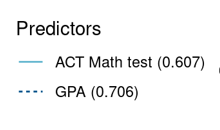 Predictors
ACT Math test (0.607)
GPA (0.706)